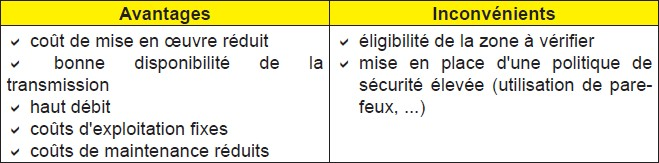 Avantages
coût de mise en œuvre réduit
bonne disponibilité de la
transmission
haut débit
coûts d'exploitation fixes
coûts de maintenance réduits
Inconvénients
éligibilité de la zone à vérifier
mise en place d'une politique de
sécurité élevée (utilisation de pare-
feux, ...)